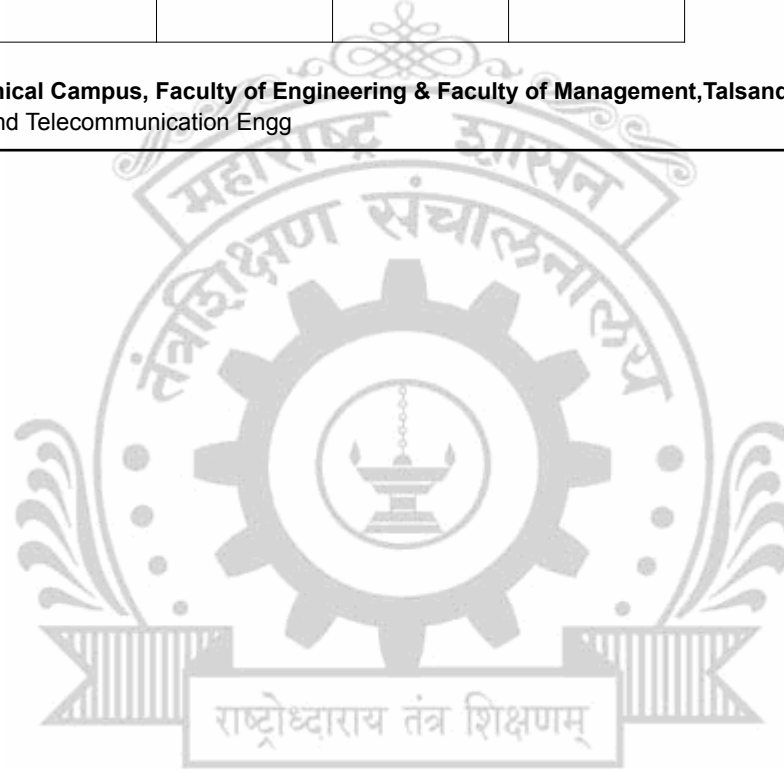 nical Campus, Faculty of Engineering & Faculty of Management,Talsand
nd Telecommunication Engg
महाराष्ट्र शासन
तंत्रशिक्षण संचालनालय
राष्ट्रोध्दाराय तंत्र शिक्षणम्